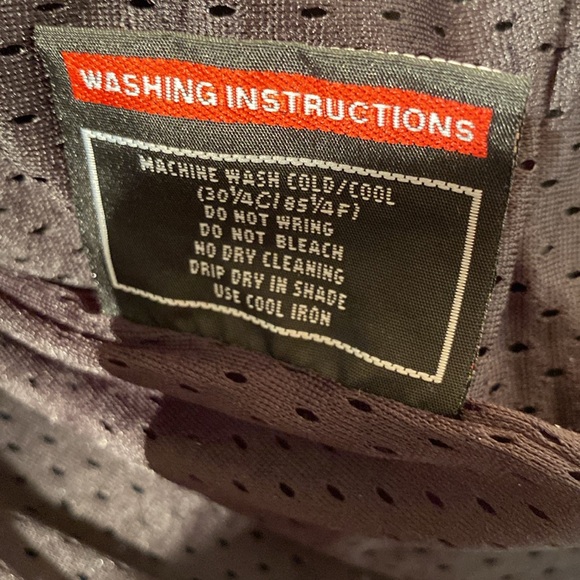 WASHING INSTRUCTIONS
MACHINE WASH COLD/COOL
(30¼C/85¼F)
DO NOT WRING
DO NOT BLEACH
NO DRY CLEANING
DRIP DRY IN SHADE
USE COOL IRON